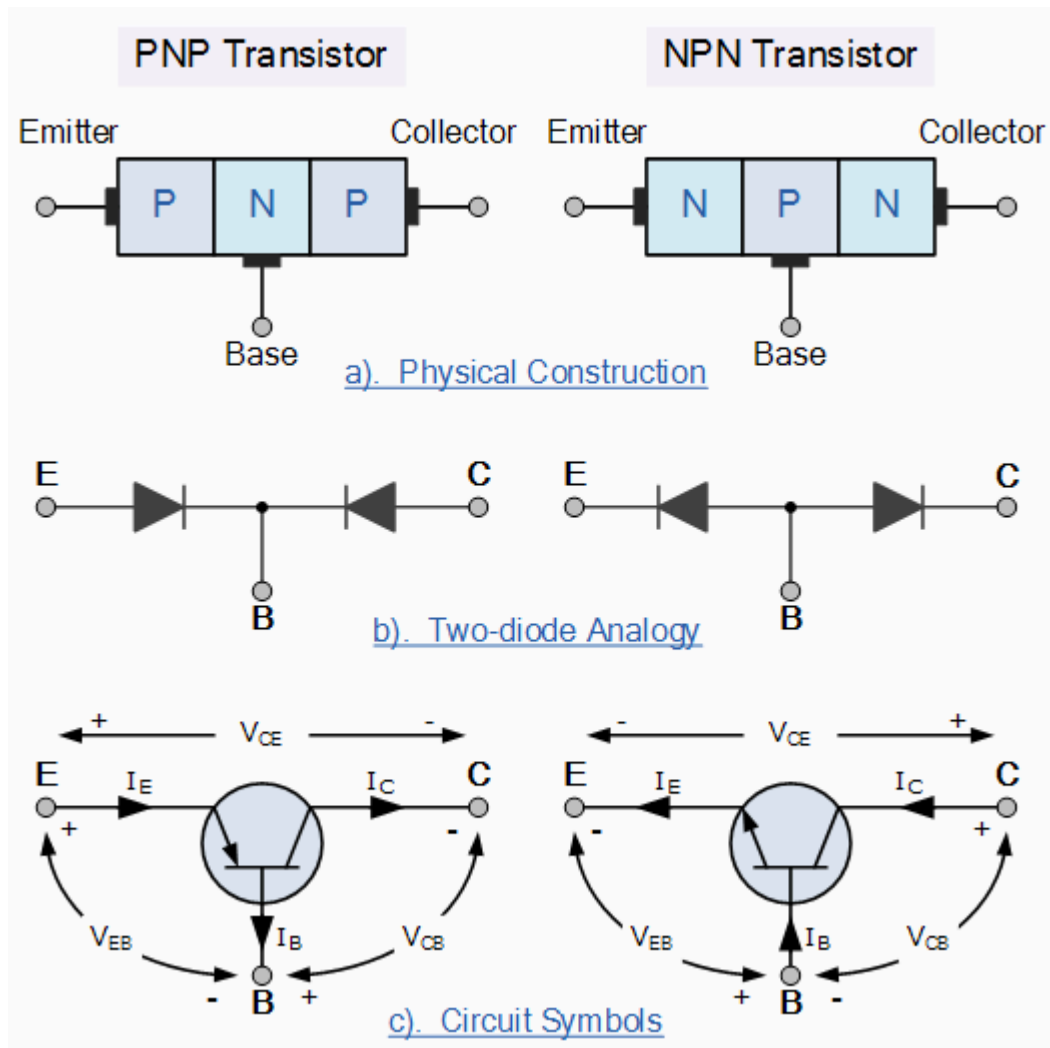 PNP Transistor
NPN Transistor
Emitter
Collector
Emitter
Collector
P N P
N P N
Base
Base
a). Physical Construction
E
C
E
C
B
B
b). Two-diode Analogy
+ VCE -
- VCE +
E IE IC C
E IE IC C
+ -
- +
VEB IB VCB
VEB IB VCB
- B +
+ B -
c). Circuit Symbols